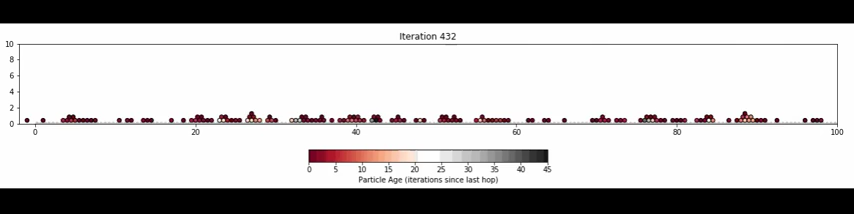 Iteration 432
10
8
6
4
2
0
0 20 40 60 80 100
0 5 10 15 20 25 30 35 40 45
Particle Age (iterations since last hop)